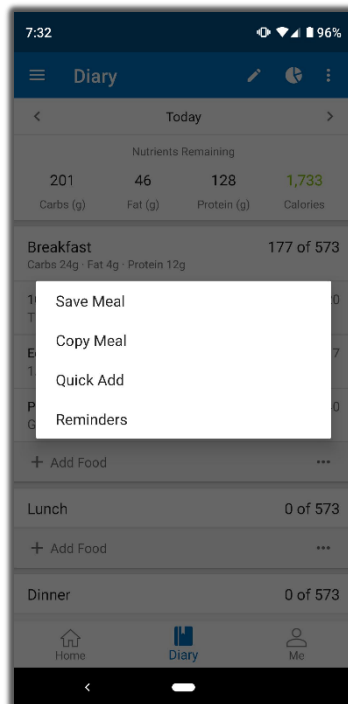 7:32
96%
Diary
Today
Nutrients Remaining
201 46 128 1,733
Carbs (g) Fat (g) Protein (g) Calories
Breakfast 177 of 573
Carbs 24g · Fat 4g · Protein 12g
Save Meal
Copy Meal
Quick Add
Reminders
+ Add Food
Lunch 0 of 573
+ Add Food
Dinner 0 of 573
Home Diary Me